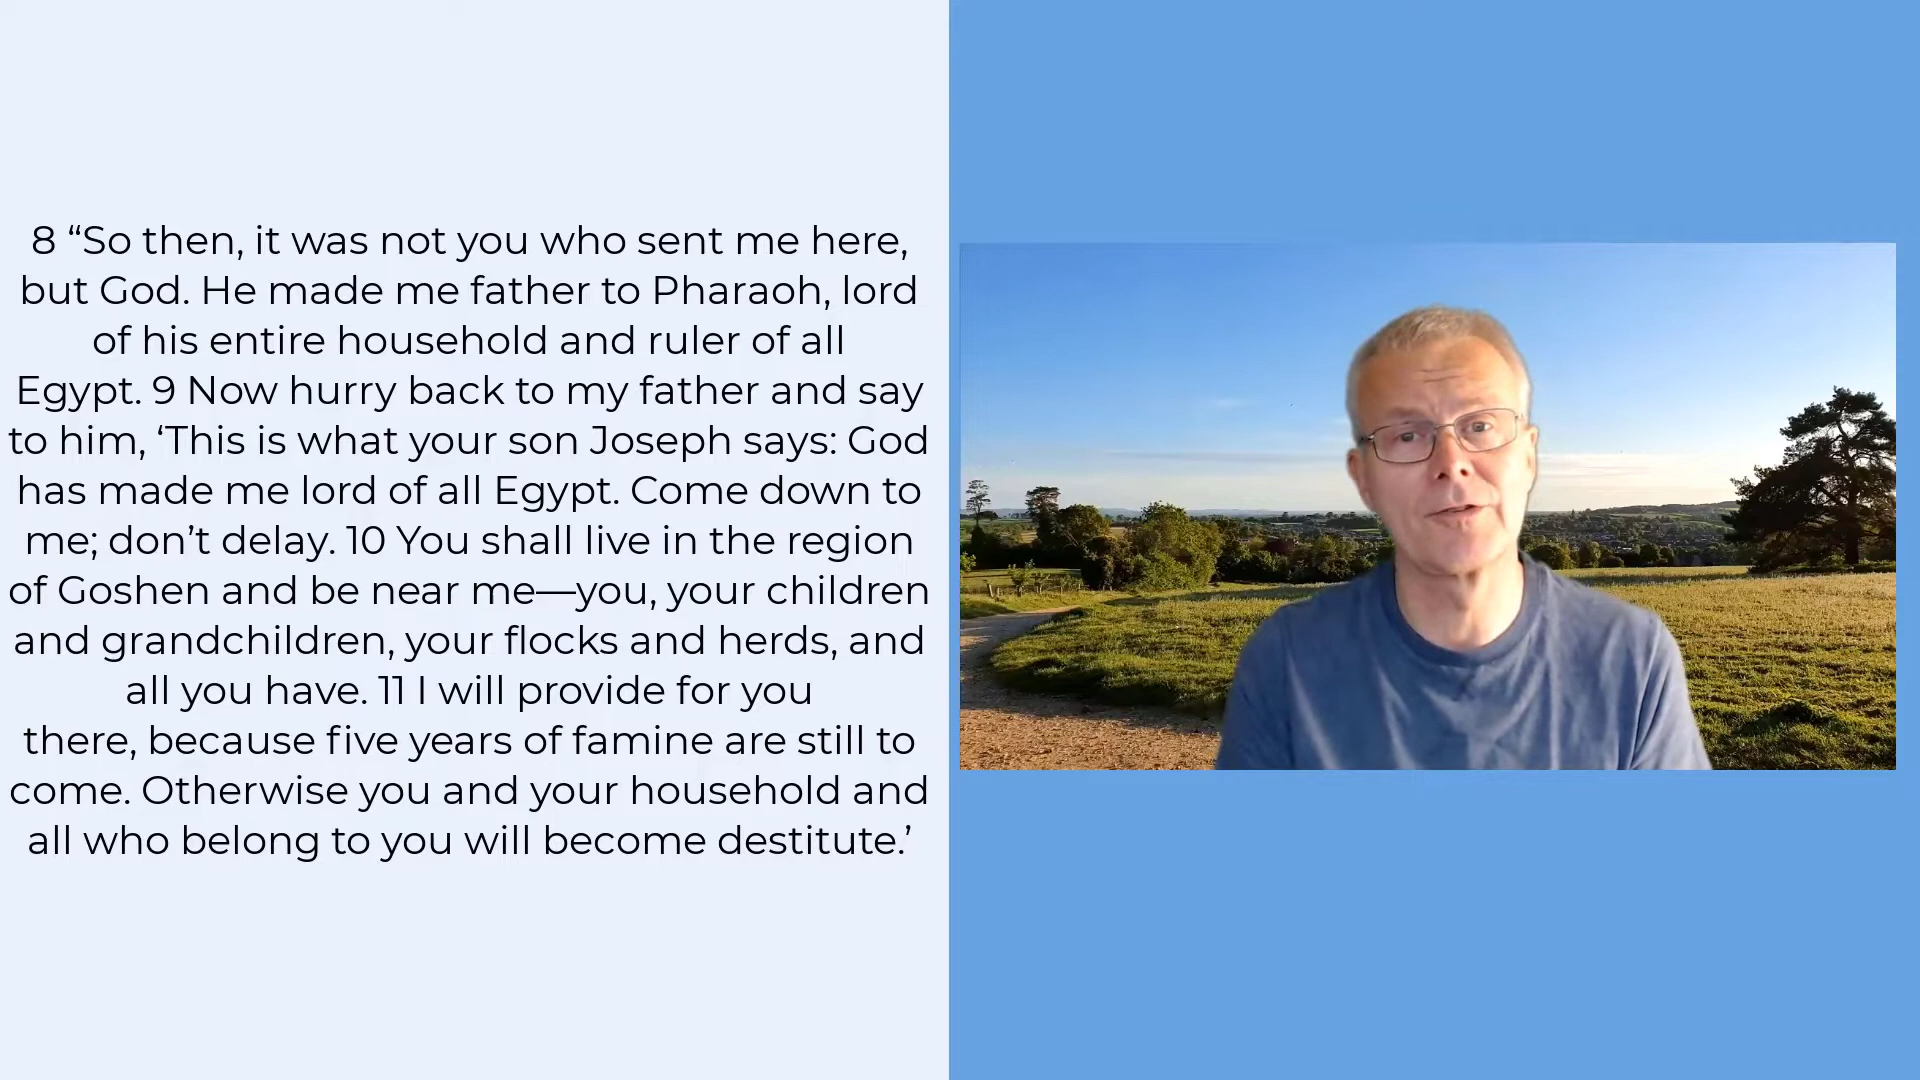 8 “So then, it was not you who sent me here,
but God. He made me father to Pharaoh, lord
of his entire household and ruler of all
Egypt. 9 Now hurry back to my father and say
to him, ‘This is what your son Joseph says: God
has made me lord of all Egypt. Come down to
me; don’t delay. 10 You shall live in the region
of Goshen and be near me—you, your children
and grandchildren, your flocks and herds, and
all you have. 11 I will provide for you
there, because five years of famine are still to
come. Otherwise you and your household and
all who belong to you will become destitute.’